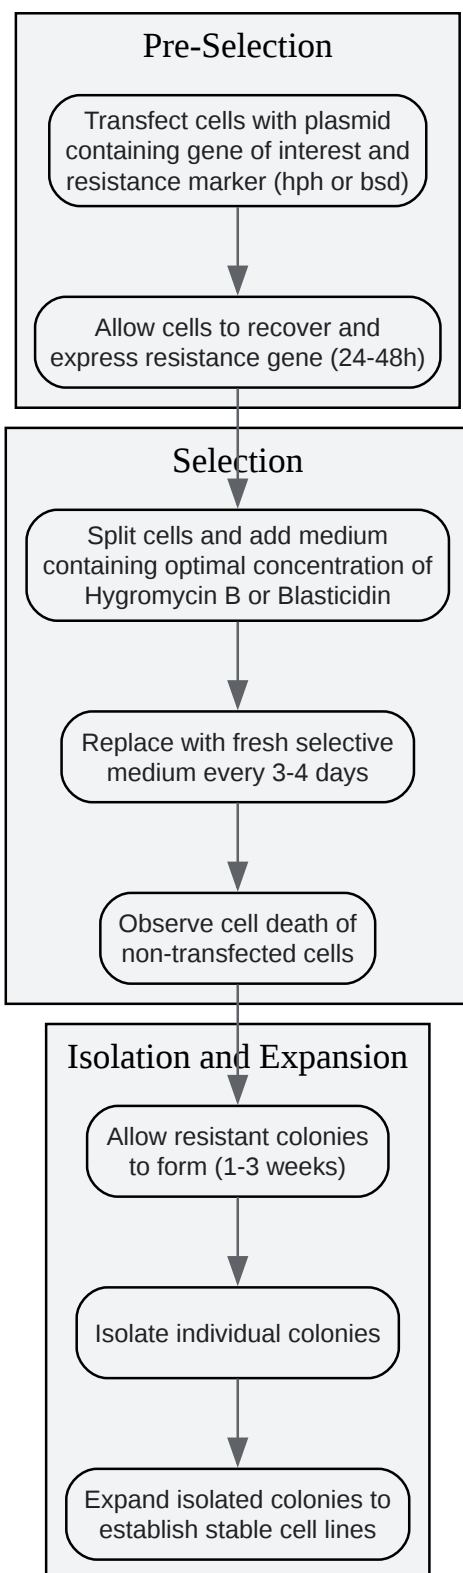 Pre-Selection
Transfect cells with plasmid
containing gene of interest and
resistance marker (hph or bsd)
Allow cells to recover and
express resistance gene (24-48h)
Selection
Split cells and add medium
containing optimal concentration of
Hygromycin B or Blasticidin
Replace with fresh selective
medium every 3-4 days
Observe cell death of
non-transfected cells
Isolation and Expansion
Allow resistant colonies
to form (1-3 weeks)
Isolate individual colonies
Expand isolated colonies to
establish stable cell lines